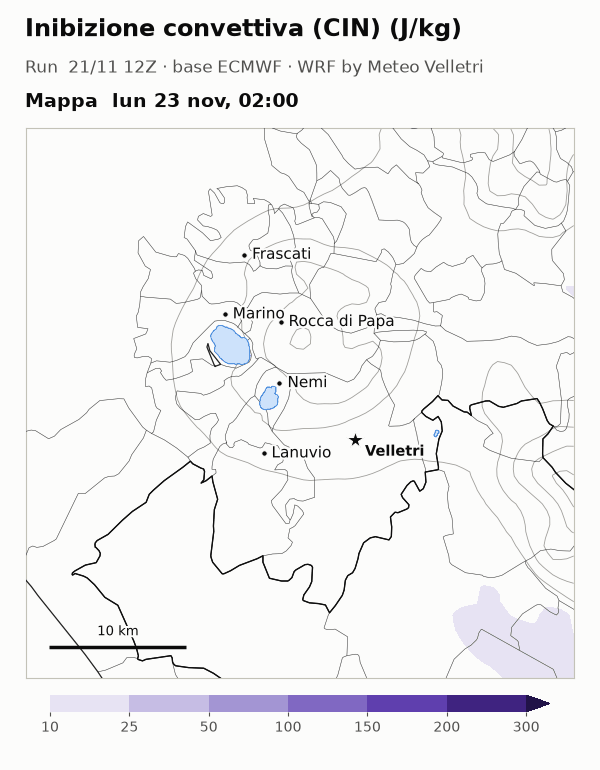 Inibizione convettiva (CIN) (J/kg)
Run  21/11 12Z · base ECMWF · WRF by Meteo Velletri
Mappa  lun 23 nov, 02:00
Frascati
Marino
Rocca di Papa
Nemi
Velletri
Lanuvio
10 km
10 25 50 100 150 200 300